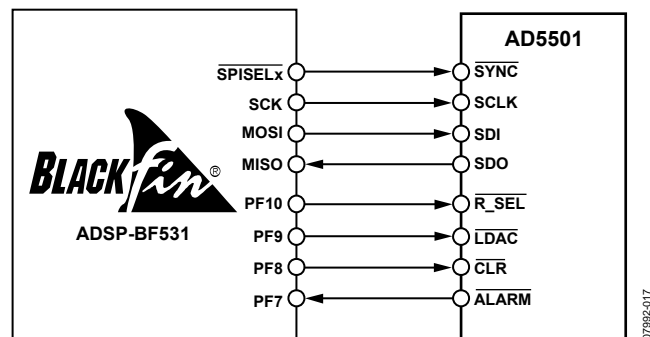 AD5501
SPISELx SYNC
SCK SCLK
MOSI SDI
MISO SDO
BLACKfin®
PF10 R_SEL
ADSP-BF531
PF9 LDAC
PF8 CLR
PF7 ALARM
07992-017